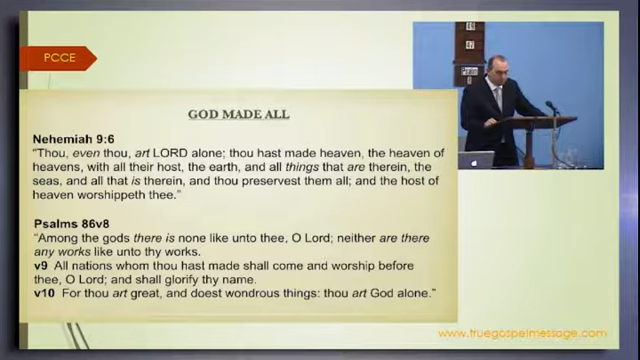 PCCE
GOD MADE ALL
Nehemiah 9:6
“Thou, even thou, art LORD alone; thou hast made heaven, the heaven of
heavens, with all their host, the earth, and all things that are therein, the
seas, and all that is therein, and thou preservest them all; and the host of
heaven worshippeth thee.”
Psalms 86v8
“Among the gods there is none like unto thee, O Lord; neither are there
any works like unto thy works.
v9 All nations whom thou hast made shall come and worship before
thee, O Lord; and shall glorify thy name.
v10 For thou art great, and doest wondrous things: thou art God alone.”
www.truegospelmessage.com